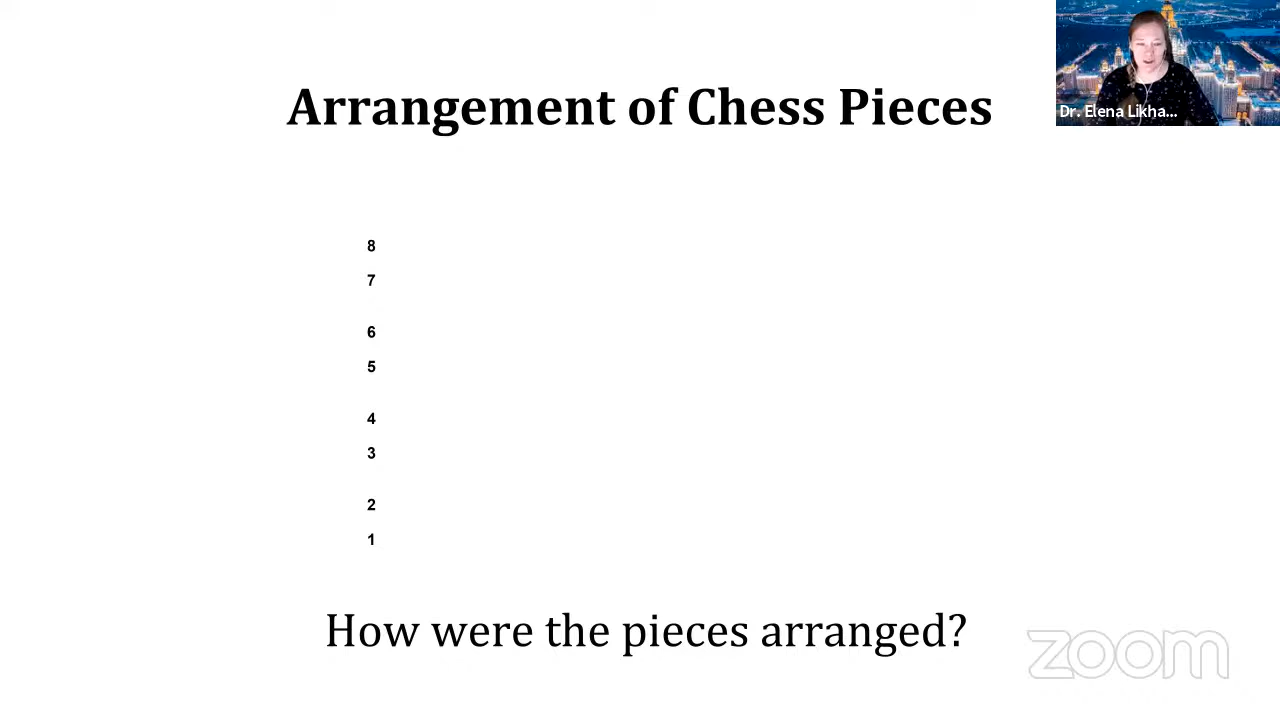 Arrangement of Chess Pieces
Dr. Elena Likha...
8
7
6
5
4
3
2
1
How were the pieces arranged?
zoom